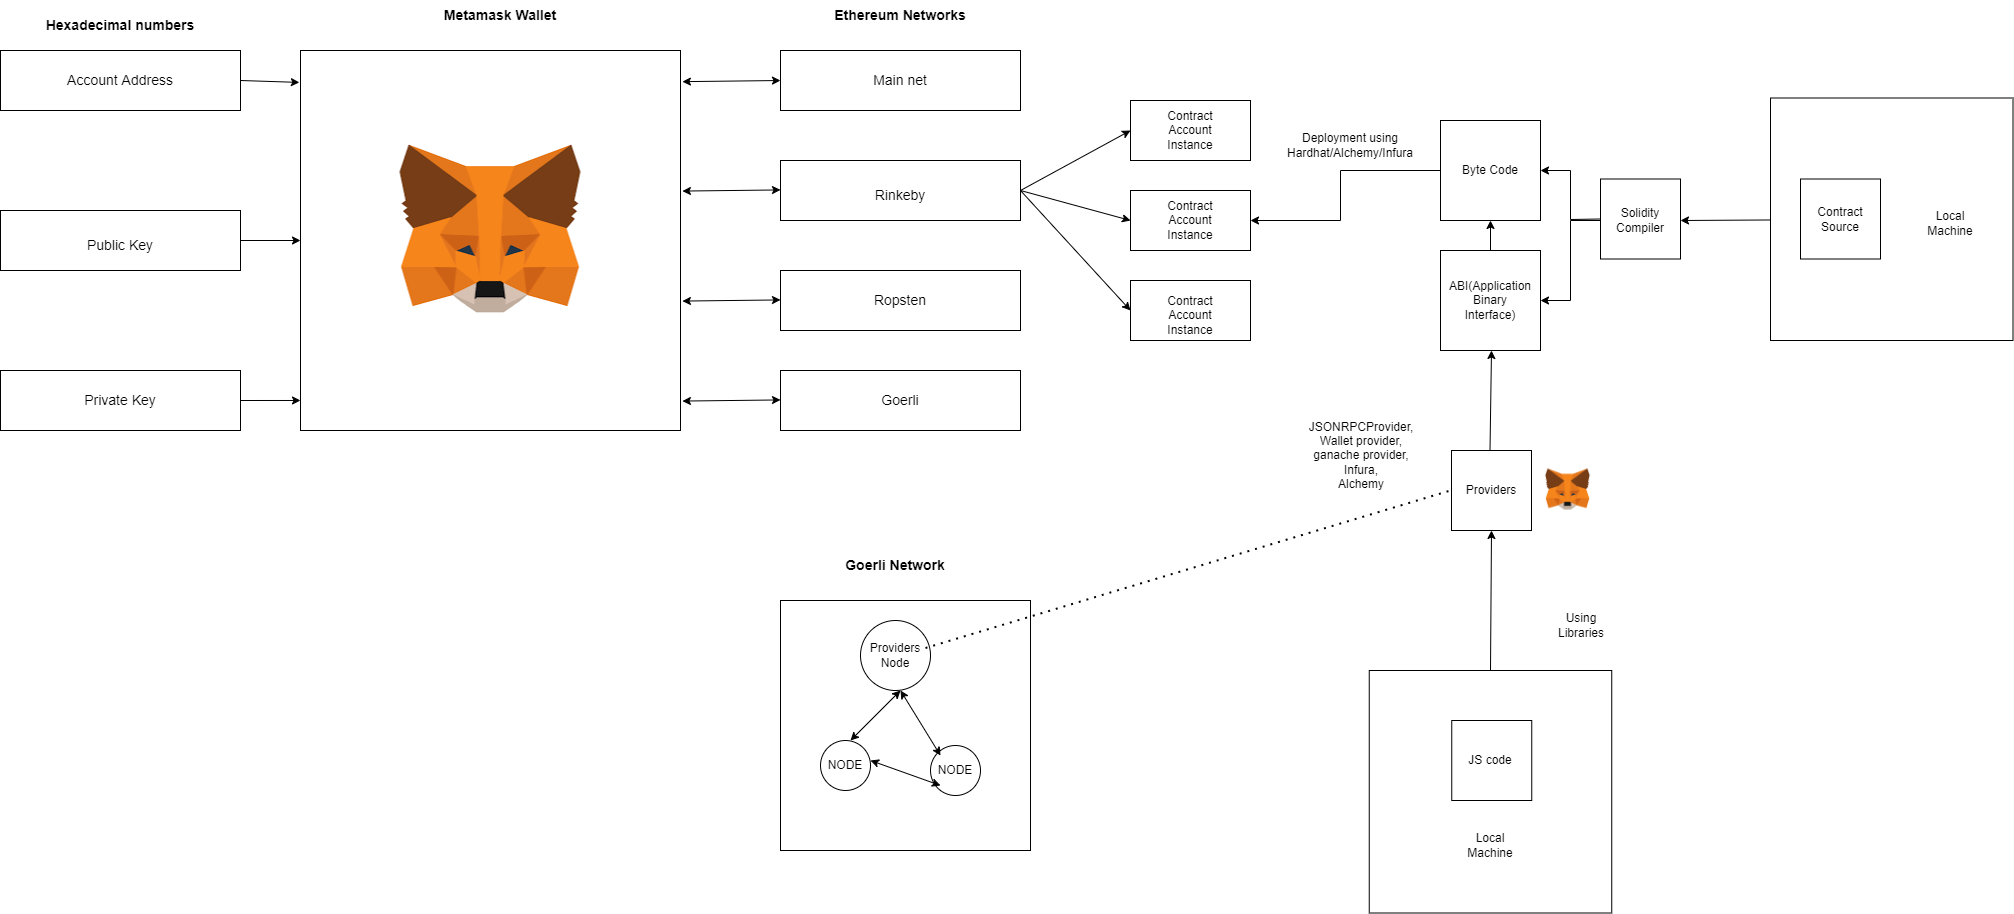 Hexadecimal numbers
Metamask Wallet
Ethereum Networks
Account Address
Public Key
Private Key
Main net
Rinkeby
Ropsten
Goerli
Contract
Account
Instance
Contract
Account
Instance
Contract
Account
Instance
Deployment using
Hardhat/Alchemy/Infura
Byte Code
ABI(Application
Binary
Interface)
Solidity
Compiler
Contract
Source
Local
Machine
JSONRPCProvider,
Wallet provider,
ganache provider,
Infura,
Alchemy
Providers
Goerli Network
Providers
Node
NODE
NODE
Using
Libraries
JS code
Local
Machine